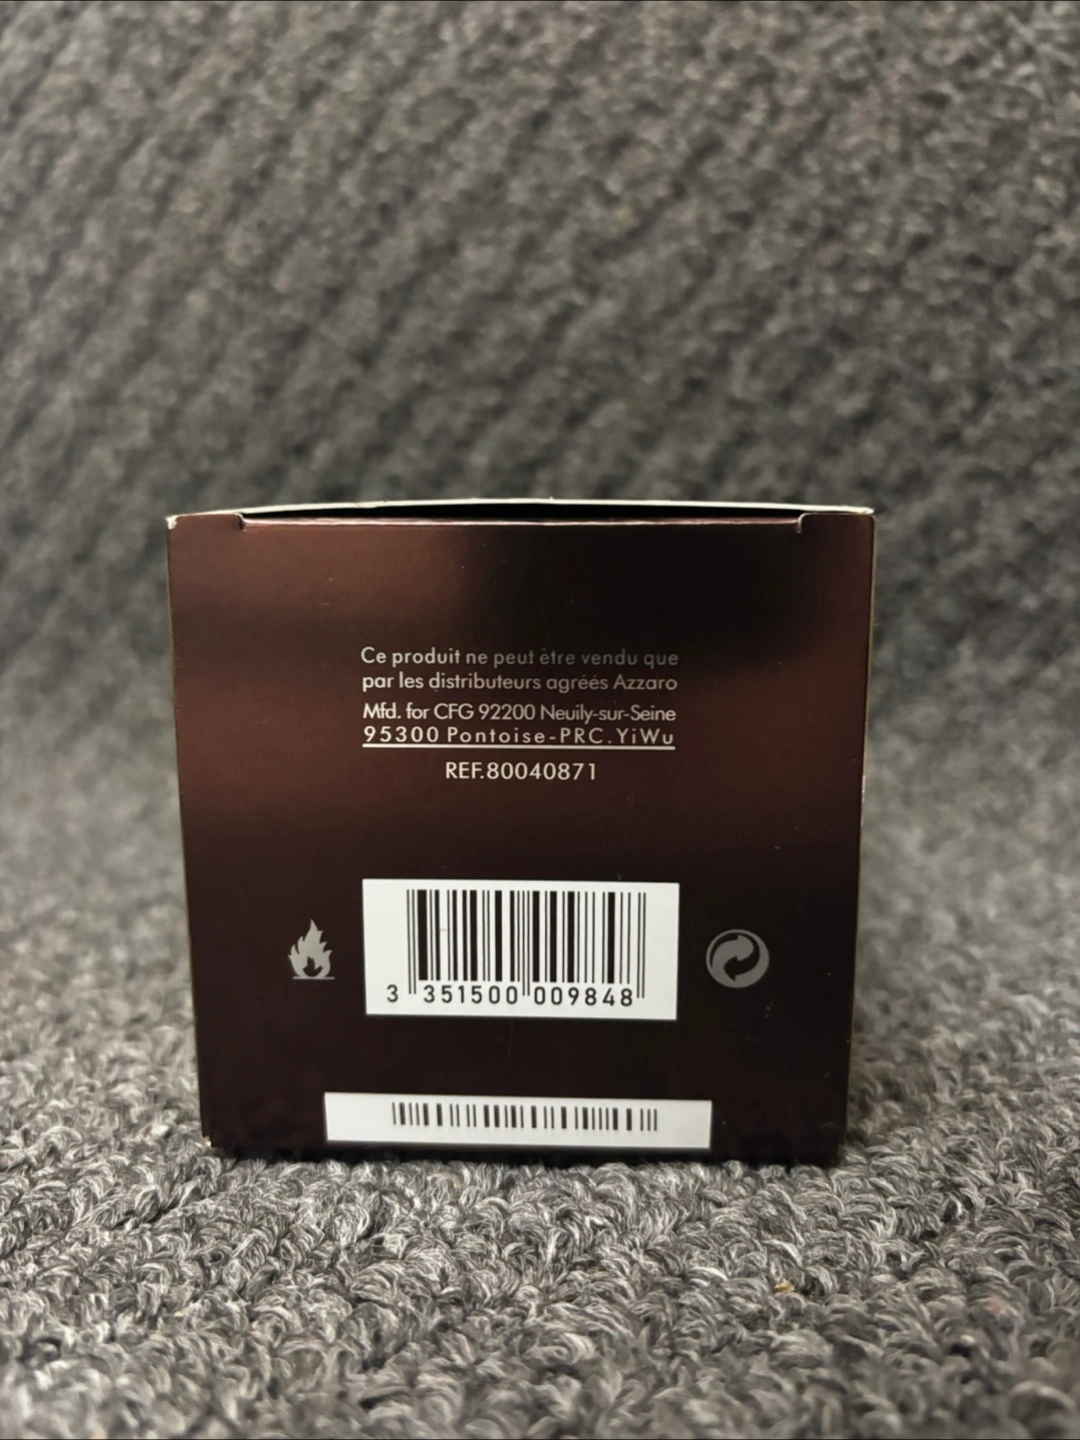 Ce produit ne peut être vendu que
par les distributeurs agréés Azzaro
Mfd. for CFG 92200 Neuily-sur-Seine
95300 Pontoise-PRC.YiWu
REF.80040871
3 351500 009848